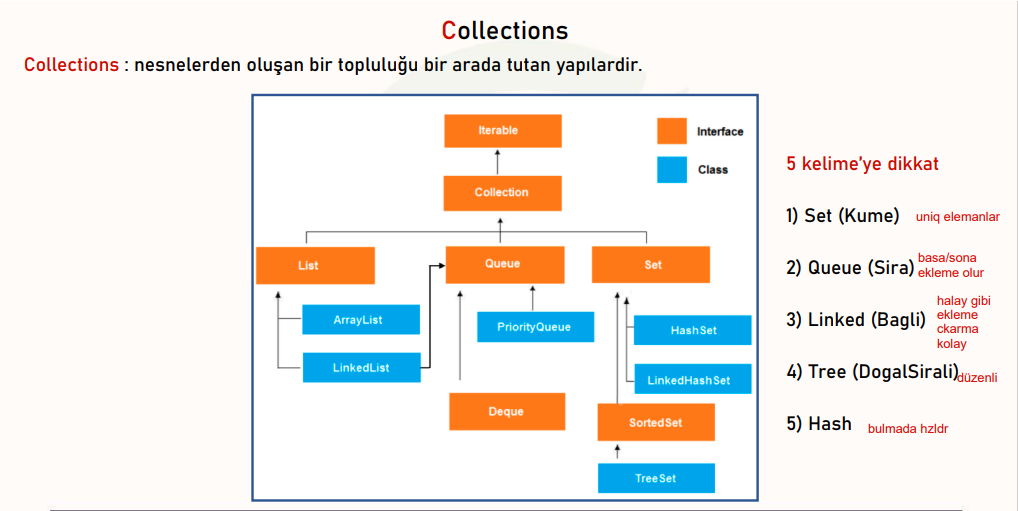 Collections
Collections : nesnelerden oluşan bir topluluğu bir arada tutan yapılardir.
Iterable
Interface
Class
Collection
List
Queue
Set
ArrayList
PriorityQueue
HashSet
LinkedList
LinkedHashSet
Deque
SortedSet
TreeSet
5 kelime'ye dikkat
1) Set (Kume) uniq elemanlar
2) Queue (Sira) basa/sona
ekleme olur
3) Linked (Bagli) halay gibi
ekleme
ckarma
kolay
4) Tree (DogalSirali) düzenli
5) Hash bulmada hzldr